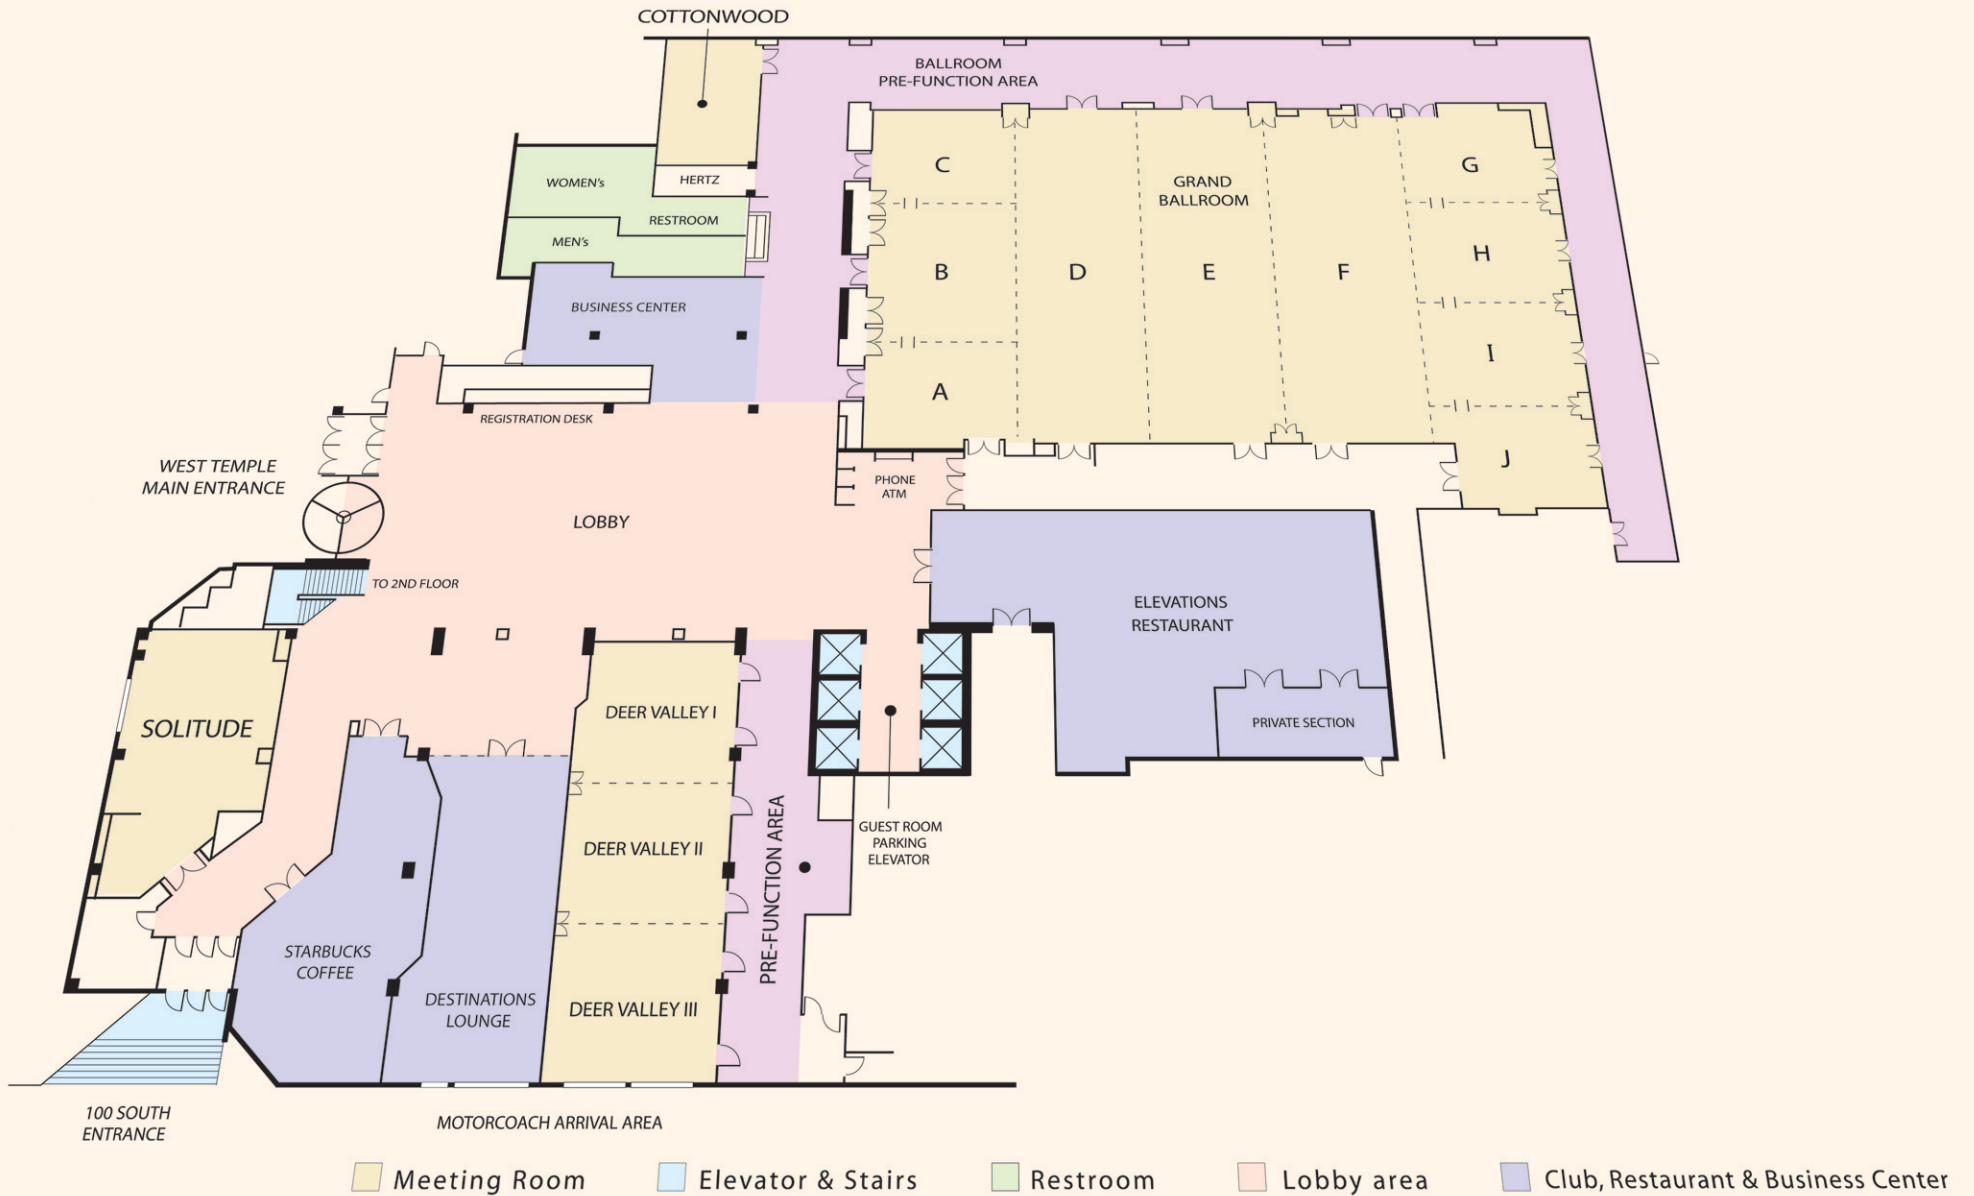 COTTONWOOD
BALLROOM
PRE-FUNCTION AREA
C
GRAND
BALLROOM
G
WOMEN's
HERTZ
RESTROOM
MEN's
B
D
E
F
H
BUSINESS CENTER
I
A
REGISTRATION DESK
J
WEST TEMPLE
MAIN ENTRANCE
PHONE
ATM
LOBBY
TO 2ND FLOOR
ELEVATIONS
RESTAURANT
SOLITUDE
DEER VALLEY I
PRIVATE SECTION
DEER VALLEY II
PRE-FUNCTION AREA
GUEST ROOM
PARKING
ELEVATOR
STARBUCKS
COFFEE
DESTINATIONS
LOUNGE
DEER VALLEY III
100 SOUTH
ENTRANCE
MOTORCOACH ARRIVAL AREA
Meeting Room
Elevator & Stairs
Restroom
Lobby area
Club, Restaurant & Business Center